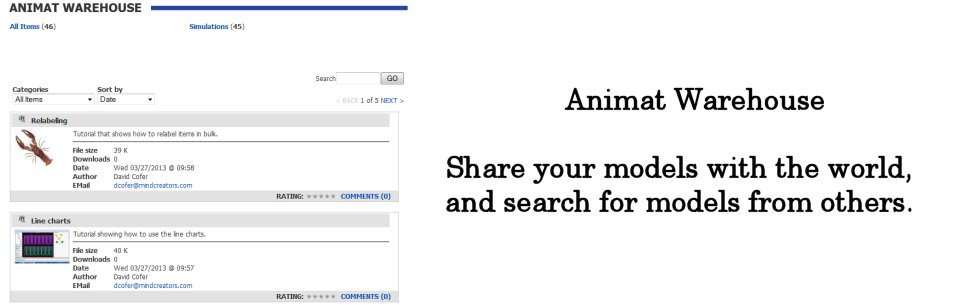 ANIMAT WAREHOUSE
All Items (46) Simulations (45)
Search GO
Categories Sort by
All Items Date < BACK 1 of 5 NEXT >
Relabeling
Tutorial that shows how to relabel items in bulk.
File size 39 K
Downloads 0
Date Wed 03/27/2013 @ 09:58
Author David Cofer
EMail dcofer@mindcreators.com
RATING: ★★★★★ COMMENTS (0)
Line charts
Tutorial showing how to use the line charts.
File size 40 K
Downloads 0
Date Wed 03/27/2013 @ 09:57
Author David Cofer
EMail dcofer@mindcreators.com
RATING: ★★★★★ COMMENTS (0)
Animat Warehouse
Share your models with the world,
and search for models from others.